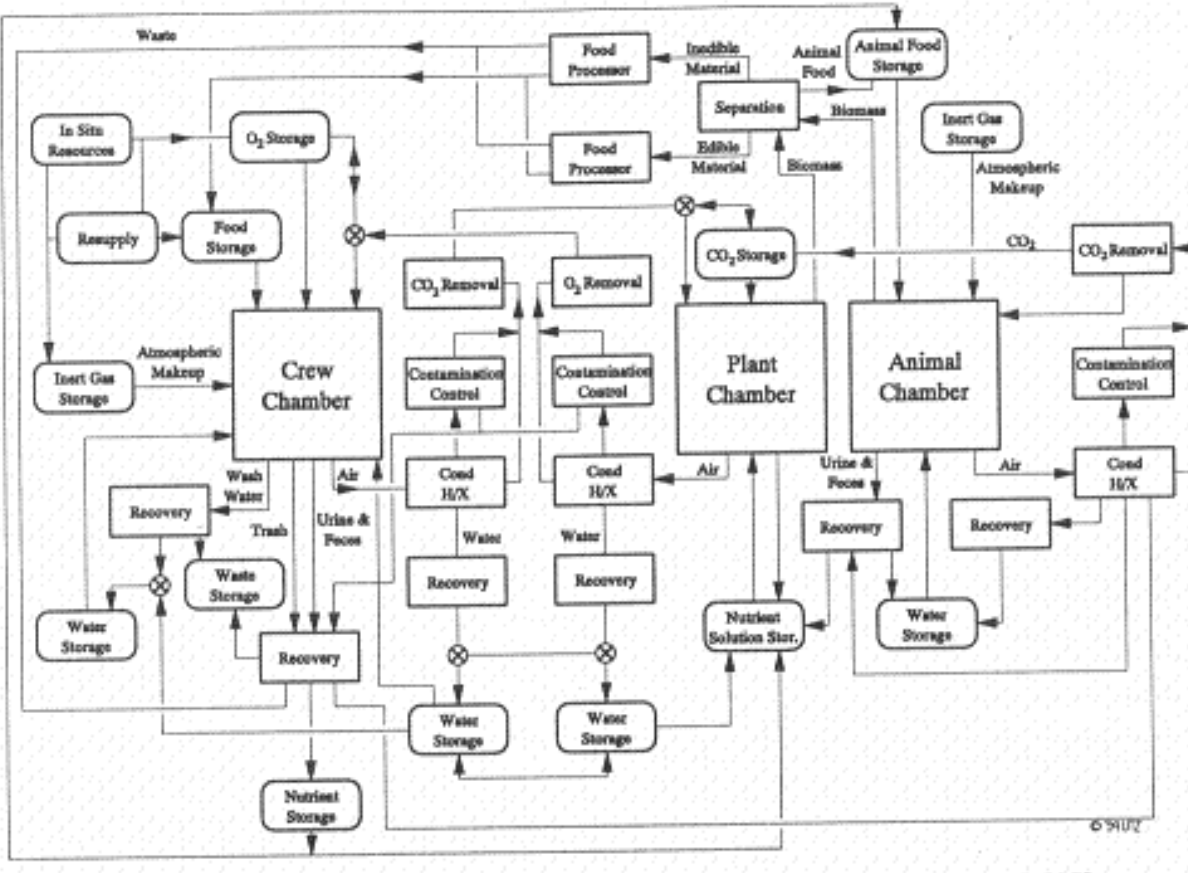 Waste
Food
Processor
Inedible
Material
Animal
Food
Animal Food
Storage
Separation
Biomass
Inert Gas
Storage
In Situ
Resources
O₂ Storage
Food
Processor
Edible
Material
Biomass
Atmospheric
Makeup
Resupply
Food
Storage
CO₂ Storage
CO₂
CO₂ Removal
CO₂ Removal
O₂ Removal
Inert Gas
Storage
Atmospheric
Makeup
Crew
Chamber
Contamination
Control
Contamination
Control
Plant
Chamber
Animal
Chamber
Contamination
Control
Wash
Water
Air
Cond
H/X
Cond
H/X
Air
Urine &
Feces
Air
Cond
H/X
Recovery
Trash
Urine &
Feces
Water
Water
Recovery
Recovery
Waste
Storage
Recovery
Recovery
Water
Storage
Recovery
Nutrient
Solution Stor.
Water
Storage
Water
Storage
Water
Storage
Nutrient
Storage